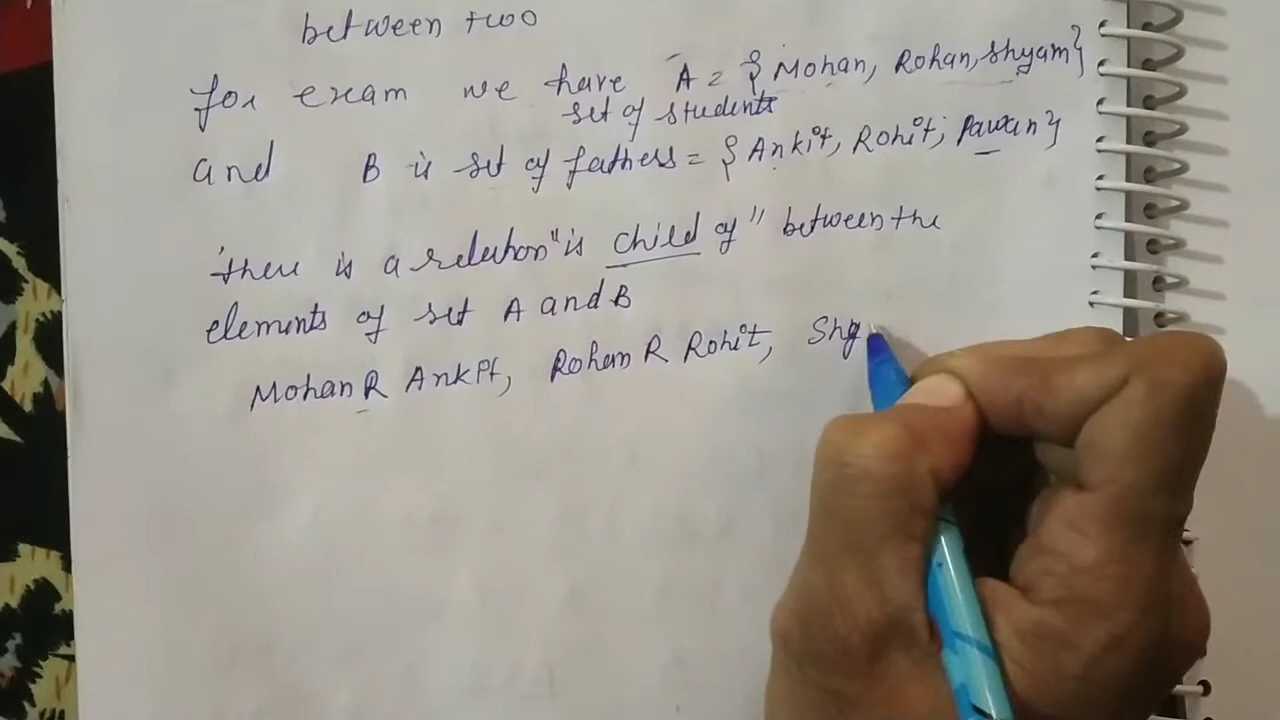 between two
for exam we have A = {Mohan, Rohan, Shyam}
set of students
and B is set of fathers = {Ankit, Rohit, Pawan}
there is a relation "is child of" between the
elements of set A and B
Mohan R Ankit, Rohan R Rohit, Shy